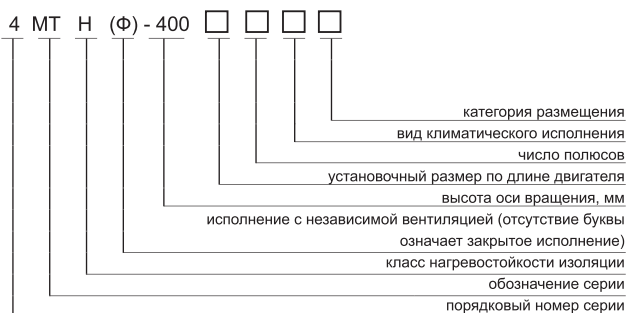 4 МТ Н (Ф) - 400
категория размещения
вид климатического исполнения
число полюсов
установочный размер по длине двигателя
высота оси вращения, мм
исполнение с независимой вентиляцией (отсутствие буквы
означает закрытое исполнение)
класс нагревостойкости изоляции
обозначение серии
порядковый номер серии